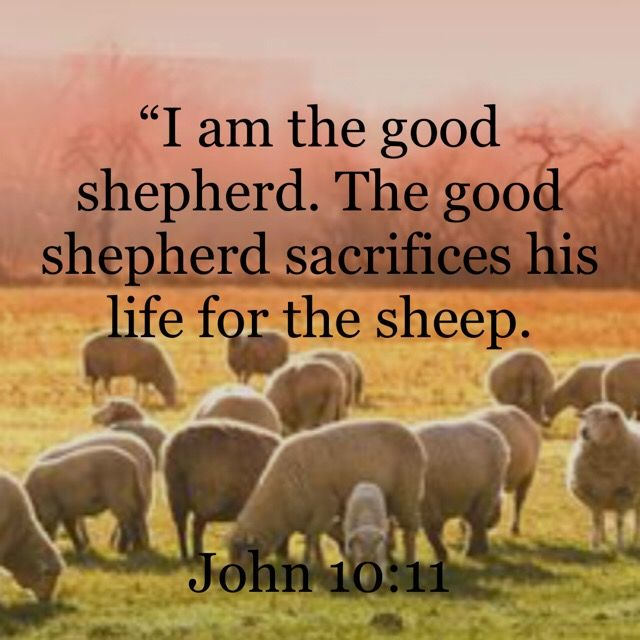 “I am the good
shepherd. The good
shepherd sacrifices his
life for the sheep.
John 10:11